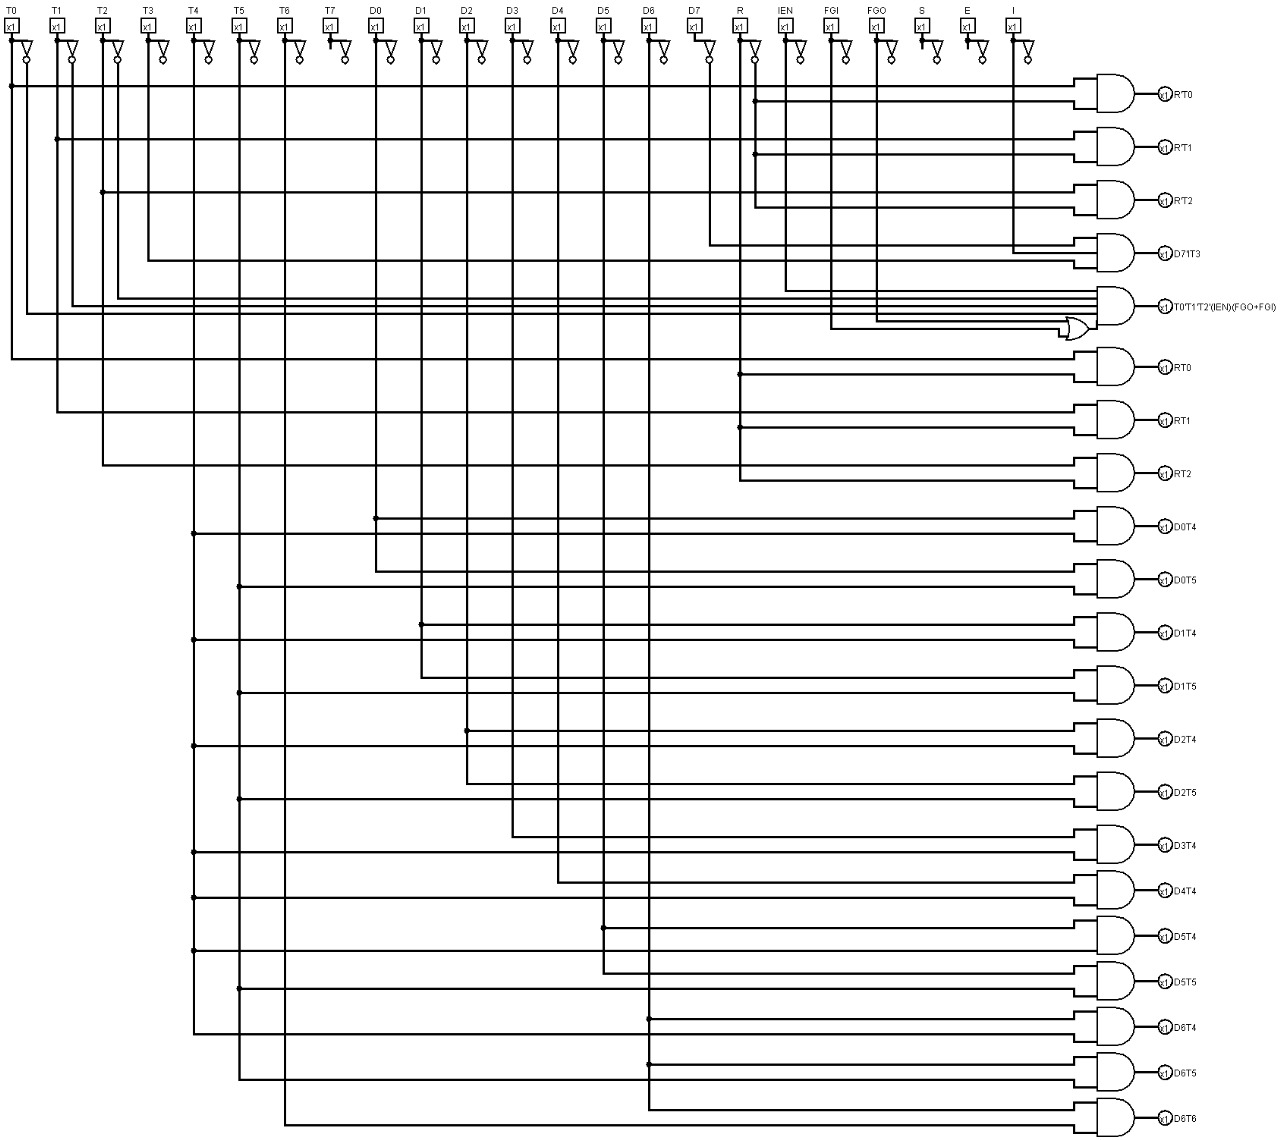 T0 T1 T2 T3 T4 T5 T6 T7 D0 D1 D2 D3 D4 D5 D6 D7 R IEN FGI FGO S E I
x1 x1 x1 x1 x1 x1 x1 x1 x1 x1 x1 x1 x1 x1 x1 x1 x1 x1 x1 x1 x1 x1 x1
x1 R'T0
x1 R'T1
x1 R'T2
x1 D71T3
x1 T0'T1'T2'(IEN)(FGO+FGI)
x1 RT0
x1 RT1
x1 RT2
x1 D0T4
x1 D0T5
x1 D1T4
x1 D1T5
x1 D2T4
x1 D2T5
x1 D3T4
x1 D4T4
x1 D5T4
x1 D5T5
x1 D6T4
x1 D6T5
x1 D6T6